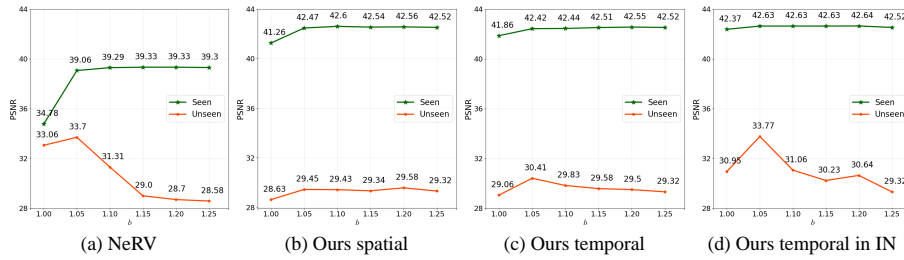 44
40
36
32
28
PSNR
34.78
39.06
39.29
39.33
39.33
39.3
33.06
33.7
31.31
29.0
28.7
28.58
Seen
Unseen
1.00 1.05 1.10 1.15 1.20 1.25
b
(a) NeRV
44
40
36
32
28
PSNR
41.26
42.47
42.6
42.54
42.56
42.52
28.63
29.45
29.43
29.34
29.58
29.32
Seen
Unseen
1.00 1.05 1.10 1.15 1.20 1.25
b
(b) Ours spatial
44
40
36
32
28
PSNR
41.86
42.42
42.44
42.51
42.55
42.52
29.06
30.41
29.83
29.58
29.5
29.32
Seen
Unseen
1.00 1.05 1.10 1.15 1.20 1.25
b
(c) Ours temporal
44
40
36
32
28
PSNR
42.37
42.63
42.63
42.63
42.63
42.52
30.95
33.77
31.06
30.23
30.64
29.32
Seen
Unseen
1.00 1.05 1.10 1.15 1.20 1.25
b
(d) Ours temporal in IN